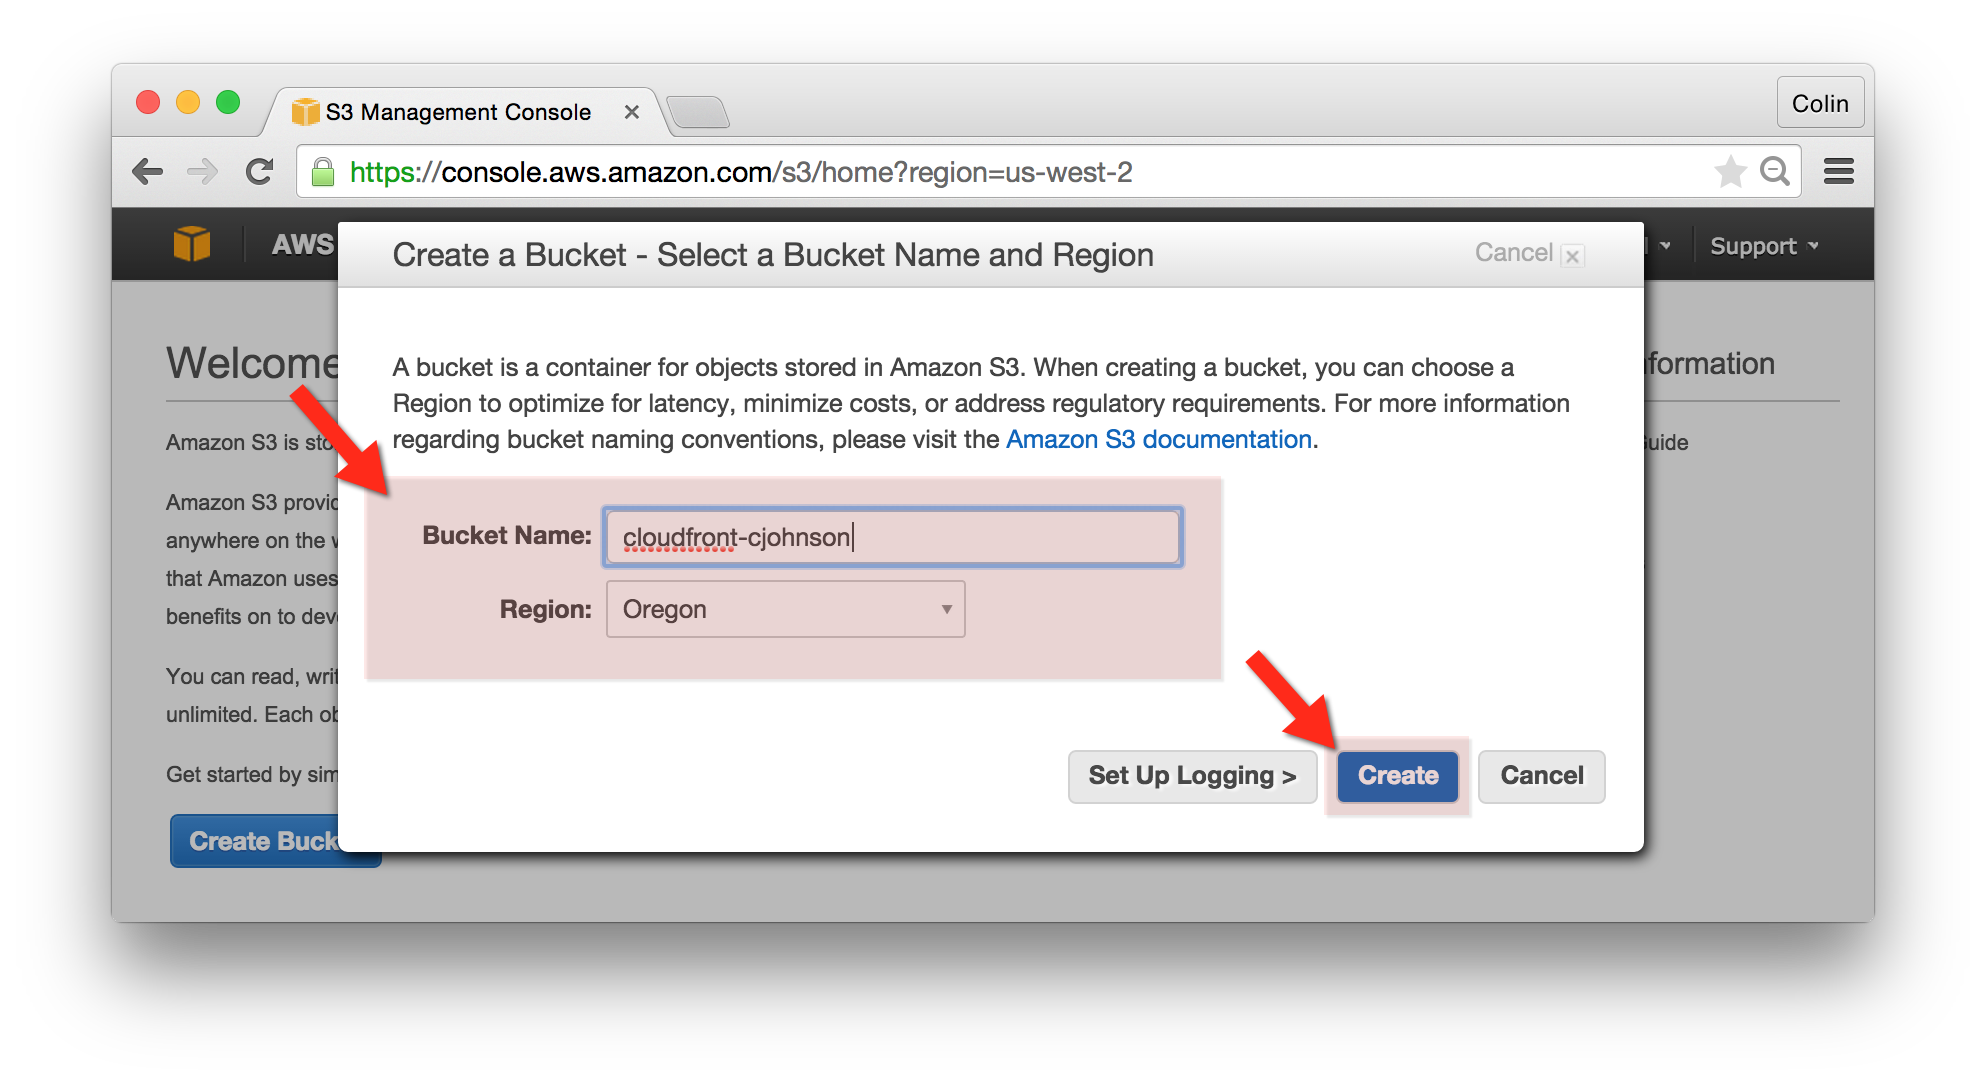 S3 Management Console
Colin
https://console.aws.amazon.com/s3/home?region=us-west-2
AWS
Support
Create a Bucket - Select a Bucket Name and Region
Cancel
Welcome
formation
A bucket is a container for objects stored in Amazon S3. When creating a bucket, you can choose a
Region to optimize for latency, minimize costs, or address regulatory requirements. For more information
regarding bucket naming conventions, please visit the Amazon S3 documentation.
Amazon S3 is sto
uide
Amazon S3 provid
anywhere on the w
that Amazon uses
benefits on to deve
You can read, writ
unlimited. Each ob
Get started by sim
Create Buck
Bucket Name: cloudfront-cjohnson
Region: Oregon
Set Up Logging >
Create
Cancel